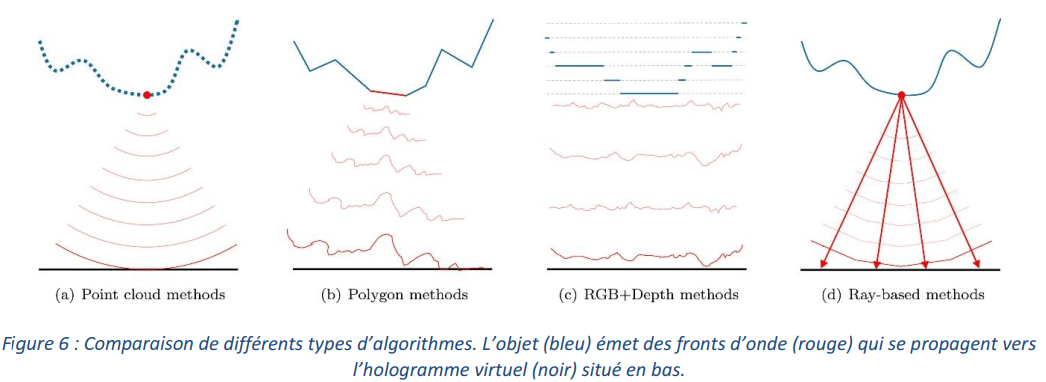 (a) Point cloud methods (b) Polygon methods (c) RGB+Depth methods (d) Ray-based methods
Figure 6 : Comparaison de différents types d’algorithmes. L’objet (bleu) émet des fronts d’onde (rouge) qui se propagent vers
l’hologramme virtuel (noir) situé en bas.